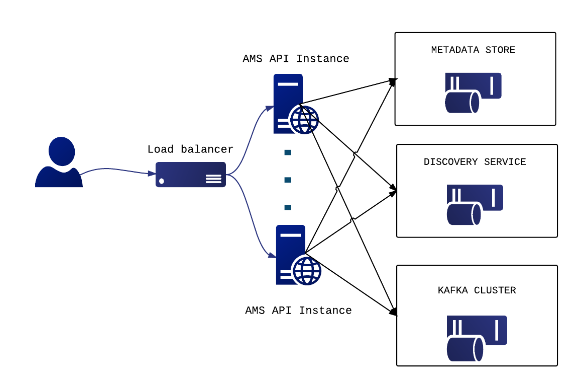 METADATA STORE
AMS API Instance
Load balancer
DISCOVERY SERVICE
KAFKA CLUSTER
AMS API Instance